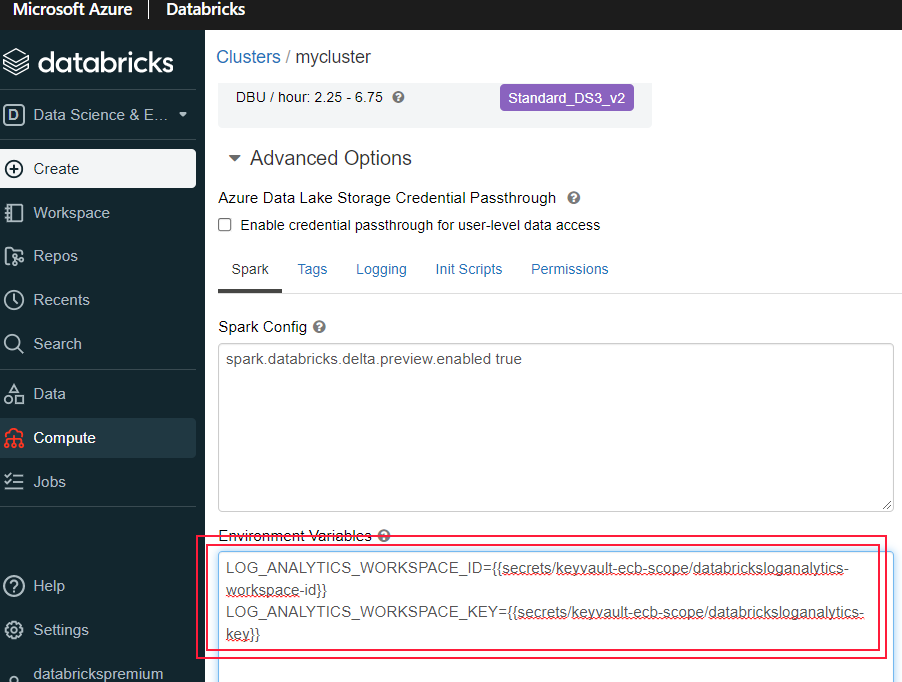 Microsoft Azure Databricks
databricks
D Data Science & E...
Create
Workspace
Repos
Recents
Search
Data
Compute
Jobs
Help
Settings
databrickspremium
Clusters / mycluster
DBU / hour: 2.25 - 6.75 ? Standard_DS3_v2
Advanced Options
Azure Data Lake Storage Credential Passthrough ?
Enable credential passthrough for user-level data access
Spark Tags Logging Init Scripts Permissions
Spark Config ?
spark.databricks.delta.preview.enabled true
Environment Variables ?
LOG_ANALYTICS_WORKSPACE_ID={{secrets/keyvault-ecb-scope/databricksloganalytics-
workspace-id}}
LOG_ANALYTICS_WORKSPACE_KEY={{secrets/keyvault-ecb-scope/databricksloganalytics-
key}}